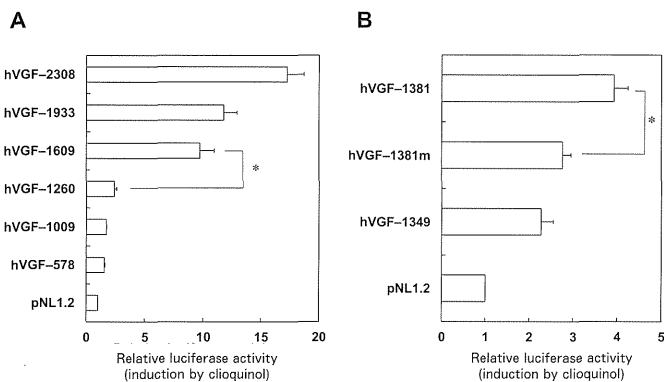 A
hVGF–2308
hVGF–1933
hVGF–1609
hVGF–1260
hVGF–1009
hVGF–578
pNL1.2
*
0 5 10 15 20
Relative luciferase activity
(induction by clioquinol)
B
hVGF–1381
hVGF–1381m
hVGF–1349
pNL1.2
*
0 1 2 3 4 5
Relative luciferase activity
(induction by clioquinol)